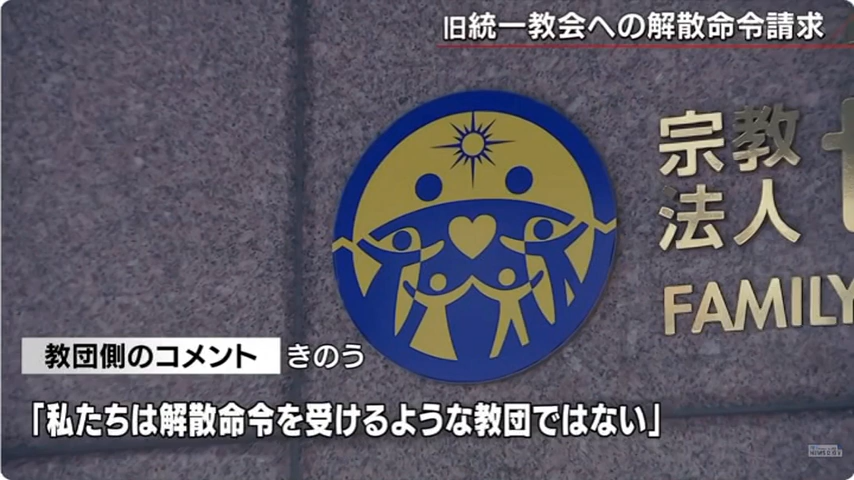 旧統一教会への解散命令請求
宗教
法人
FAMILY
教団側のコメント
きのう
「私たちは解散命令を受けるような教団ではない」